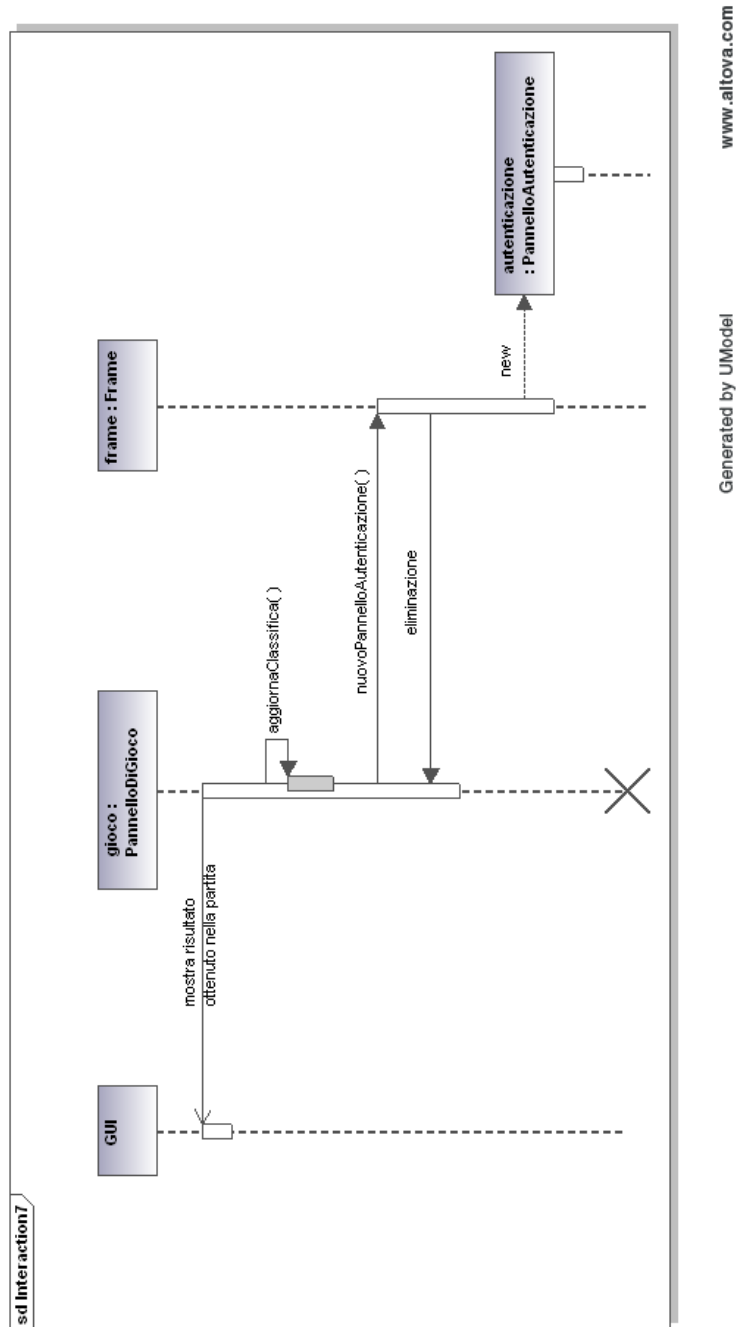 sd Interaction7
GUI
gioco :
PannelloDiGioco
frame : Frame
mostra risultato
ottenuto nella partita
aggiornaClassifica( )
nuovoPannelloAutenticazione( )
eliminazione
new
autenticazione
: PannelloAutenticazione
Generated by UModel
www.altova.com